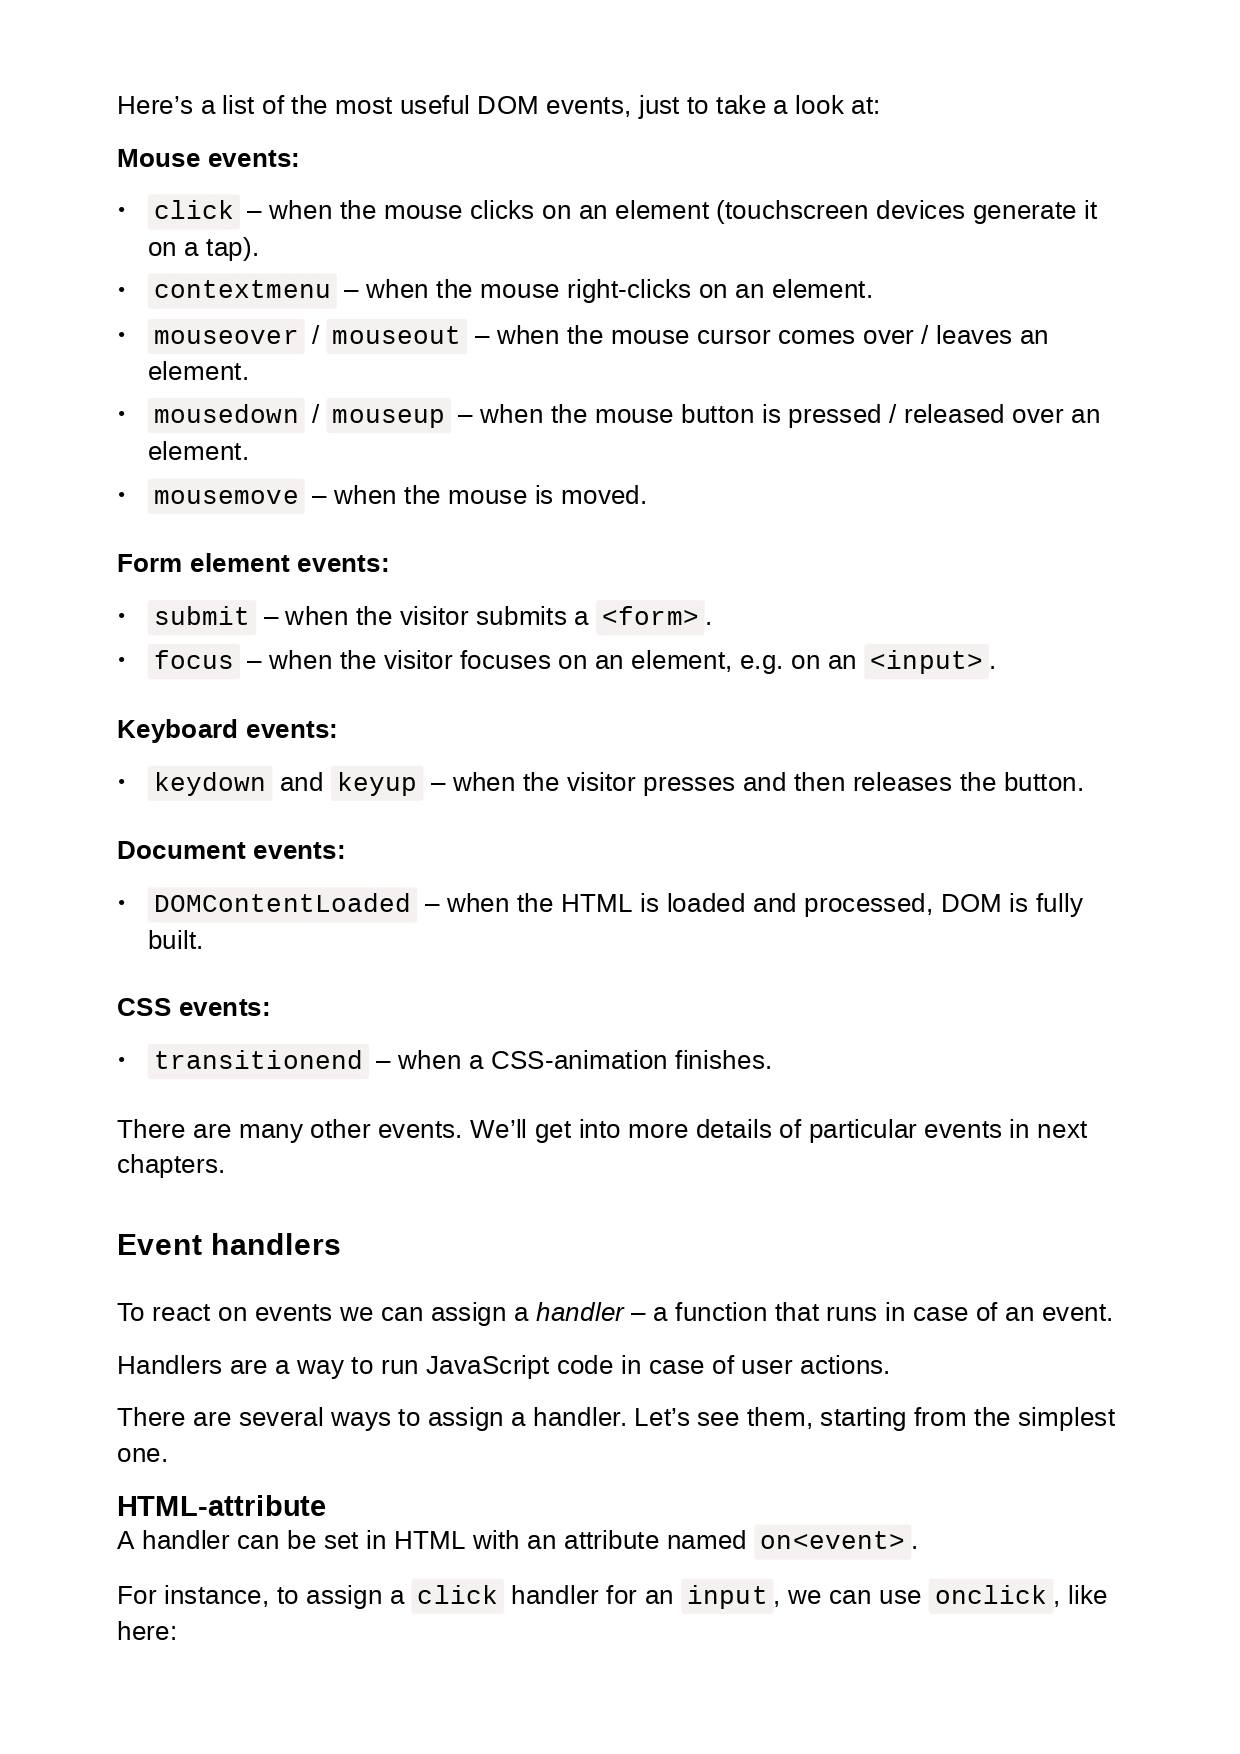 Here’s a list of the most useful DOM events, just to take a look at:
Mouse events:
• click – when the mouse clicks on an element (touchscreen devices generate it
on a tap).
• contextmenu – when the mouse right-clicks on an element.
• mouseover / mouseout – when the mouse cursor comes over / leaves an
element.
• mousedown / mouseup – when the mouse button is pressed / released over an
element.
• mousemove – when the mouse is moved.
Form element events:
• submit – when the visitor submits a <form>.
• focus – when the visitor focuses on an element, e.g. on an <input>.
Keyboard events:
• keydown and keyup – when the visitor presses and then releases the button.
Document events:
• DOMContentLoaded – when the HTML is loaded and processed, DOM is fully
built.
CSS events:
• transitionend – when a CSS-animation finishes.
There are many other events. We’ll get into more details of particular events in next
chapters.
Event handlers
To react on events we can assign a handler – a function that runs in case of an event.
Handlers are a way to run JavaScript code in case of user actions.
There are several ways to assign a handler. Let’s see them, starting from the simplest
one.
HTML-attribute
A handler can be set in HTML with an attribute named on<event>.
For instance, to assign a click handler for an input, we can use onclick, like
here: